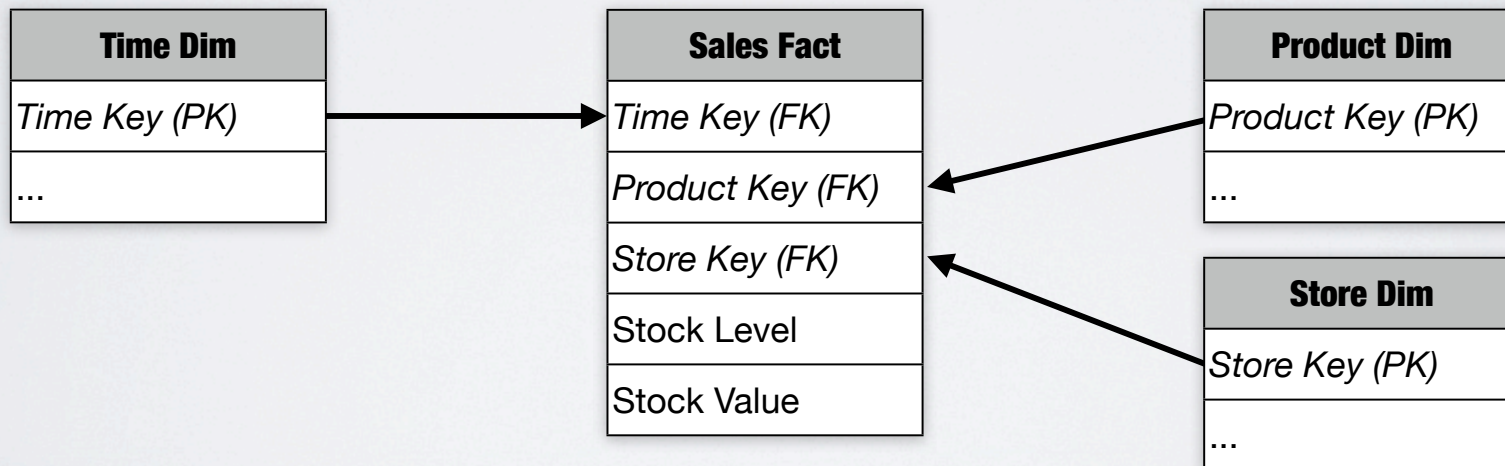 Time Dim
Time Key (PK)
...
Sales Fact
Time Key (FK)
Product Key (FK)
Store Key (FK)
Stock Level
Stock Value
Product Dim
Product Key (PK)
...
Store Dim
Store Key (PK)
...